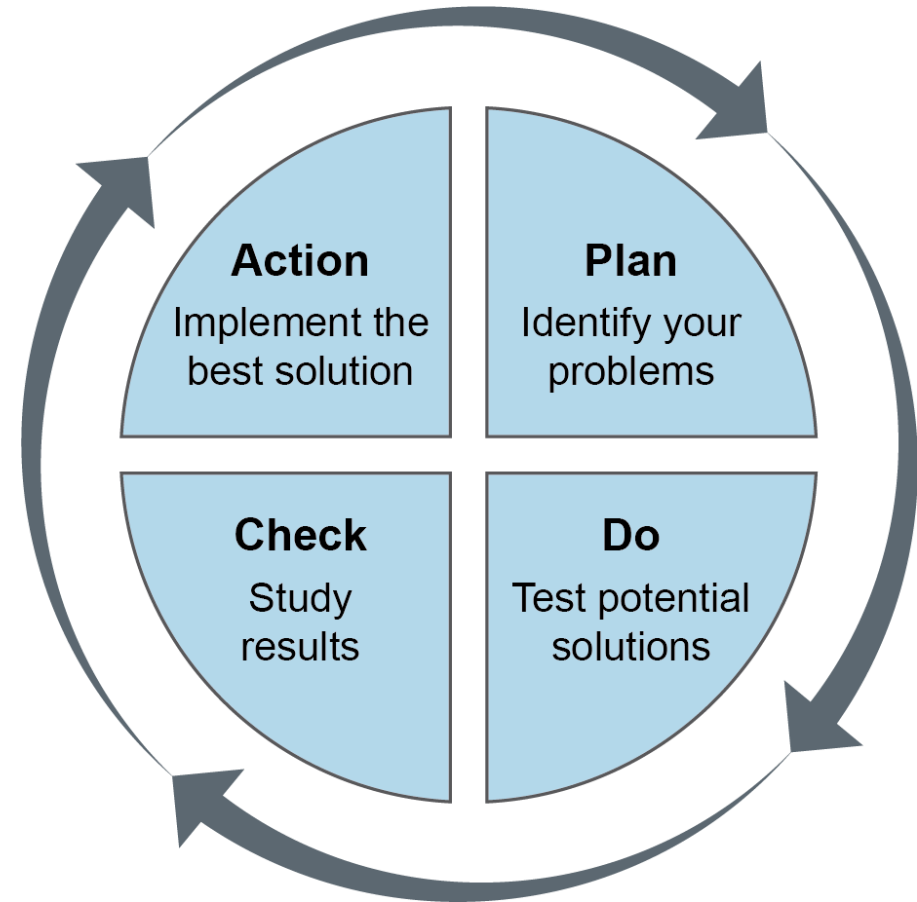 Action
Implement the
best solution
Plan
Identify your
problems
Check
Study
results
Do
Test potential
solutions